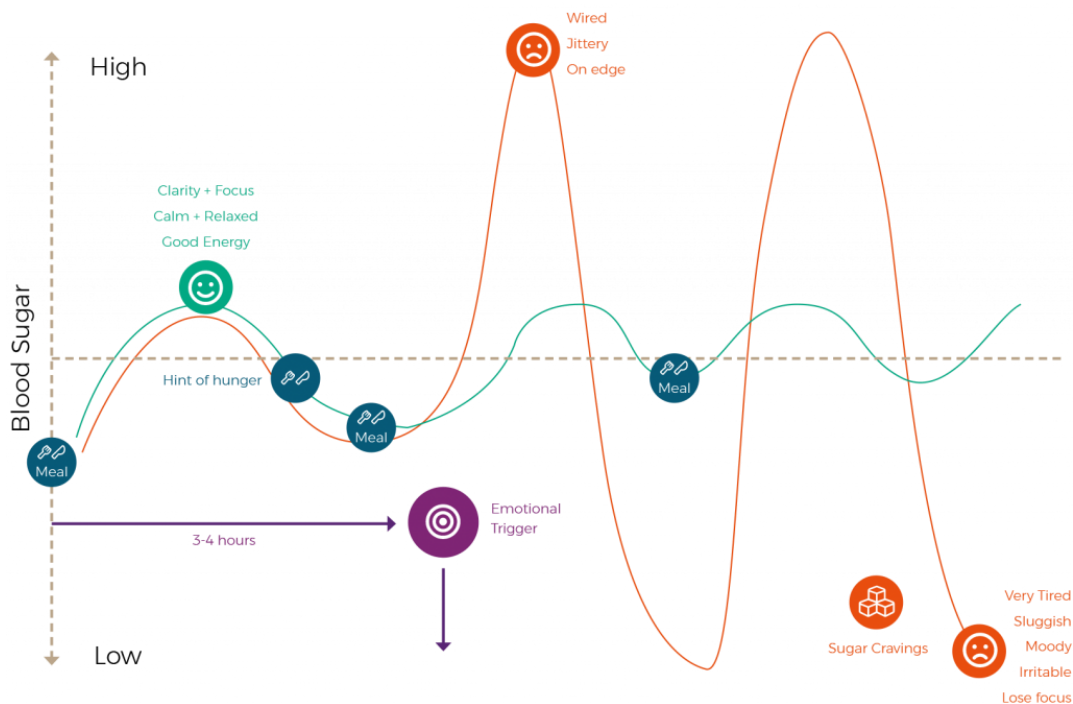 High
Wired
Jittery
On edge
Clarity + Focus
Calm + Relaxed
Good Energy
Blood Sugar
Hint of hunger
Meal
Meal
Meal
3-4 hours
Emotional
Trigger
Low
Sugar Cravings
Very Tired
Sluggish
Moody
Irritable
Lose focus